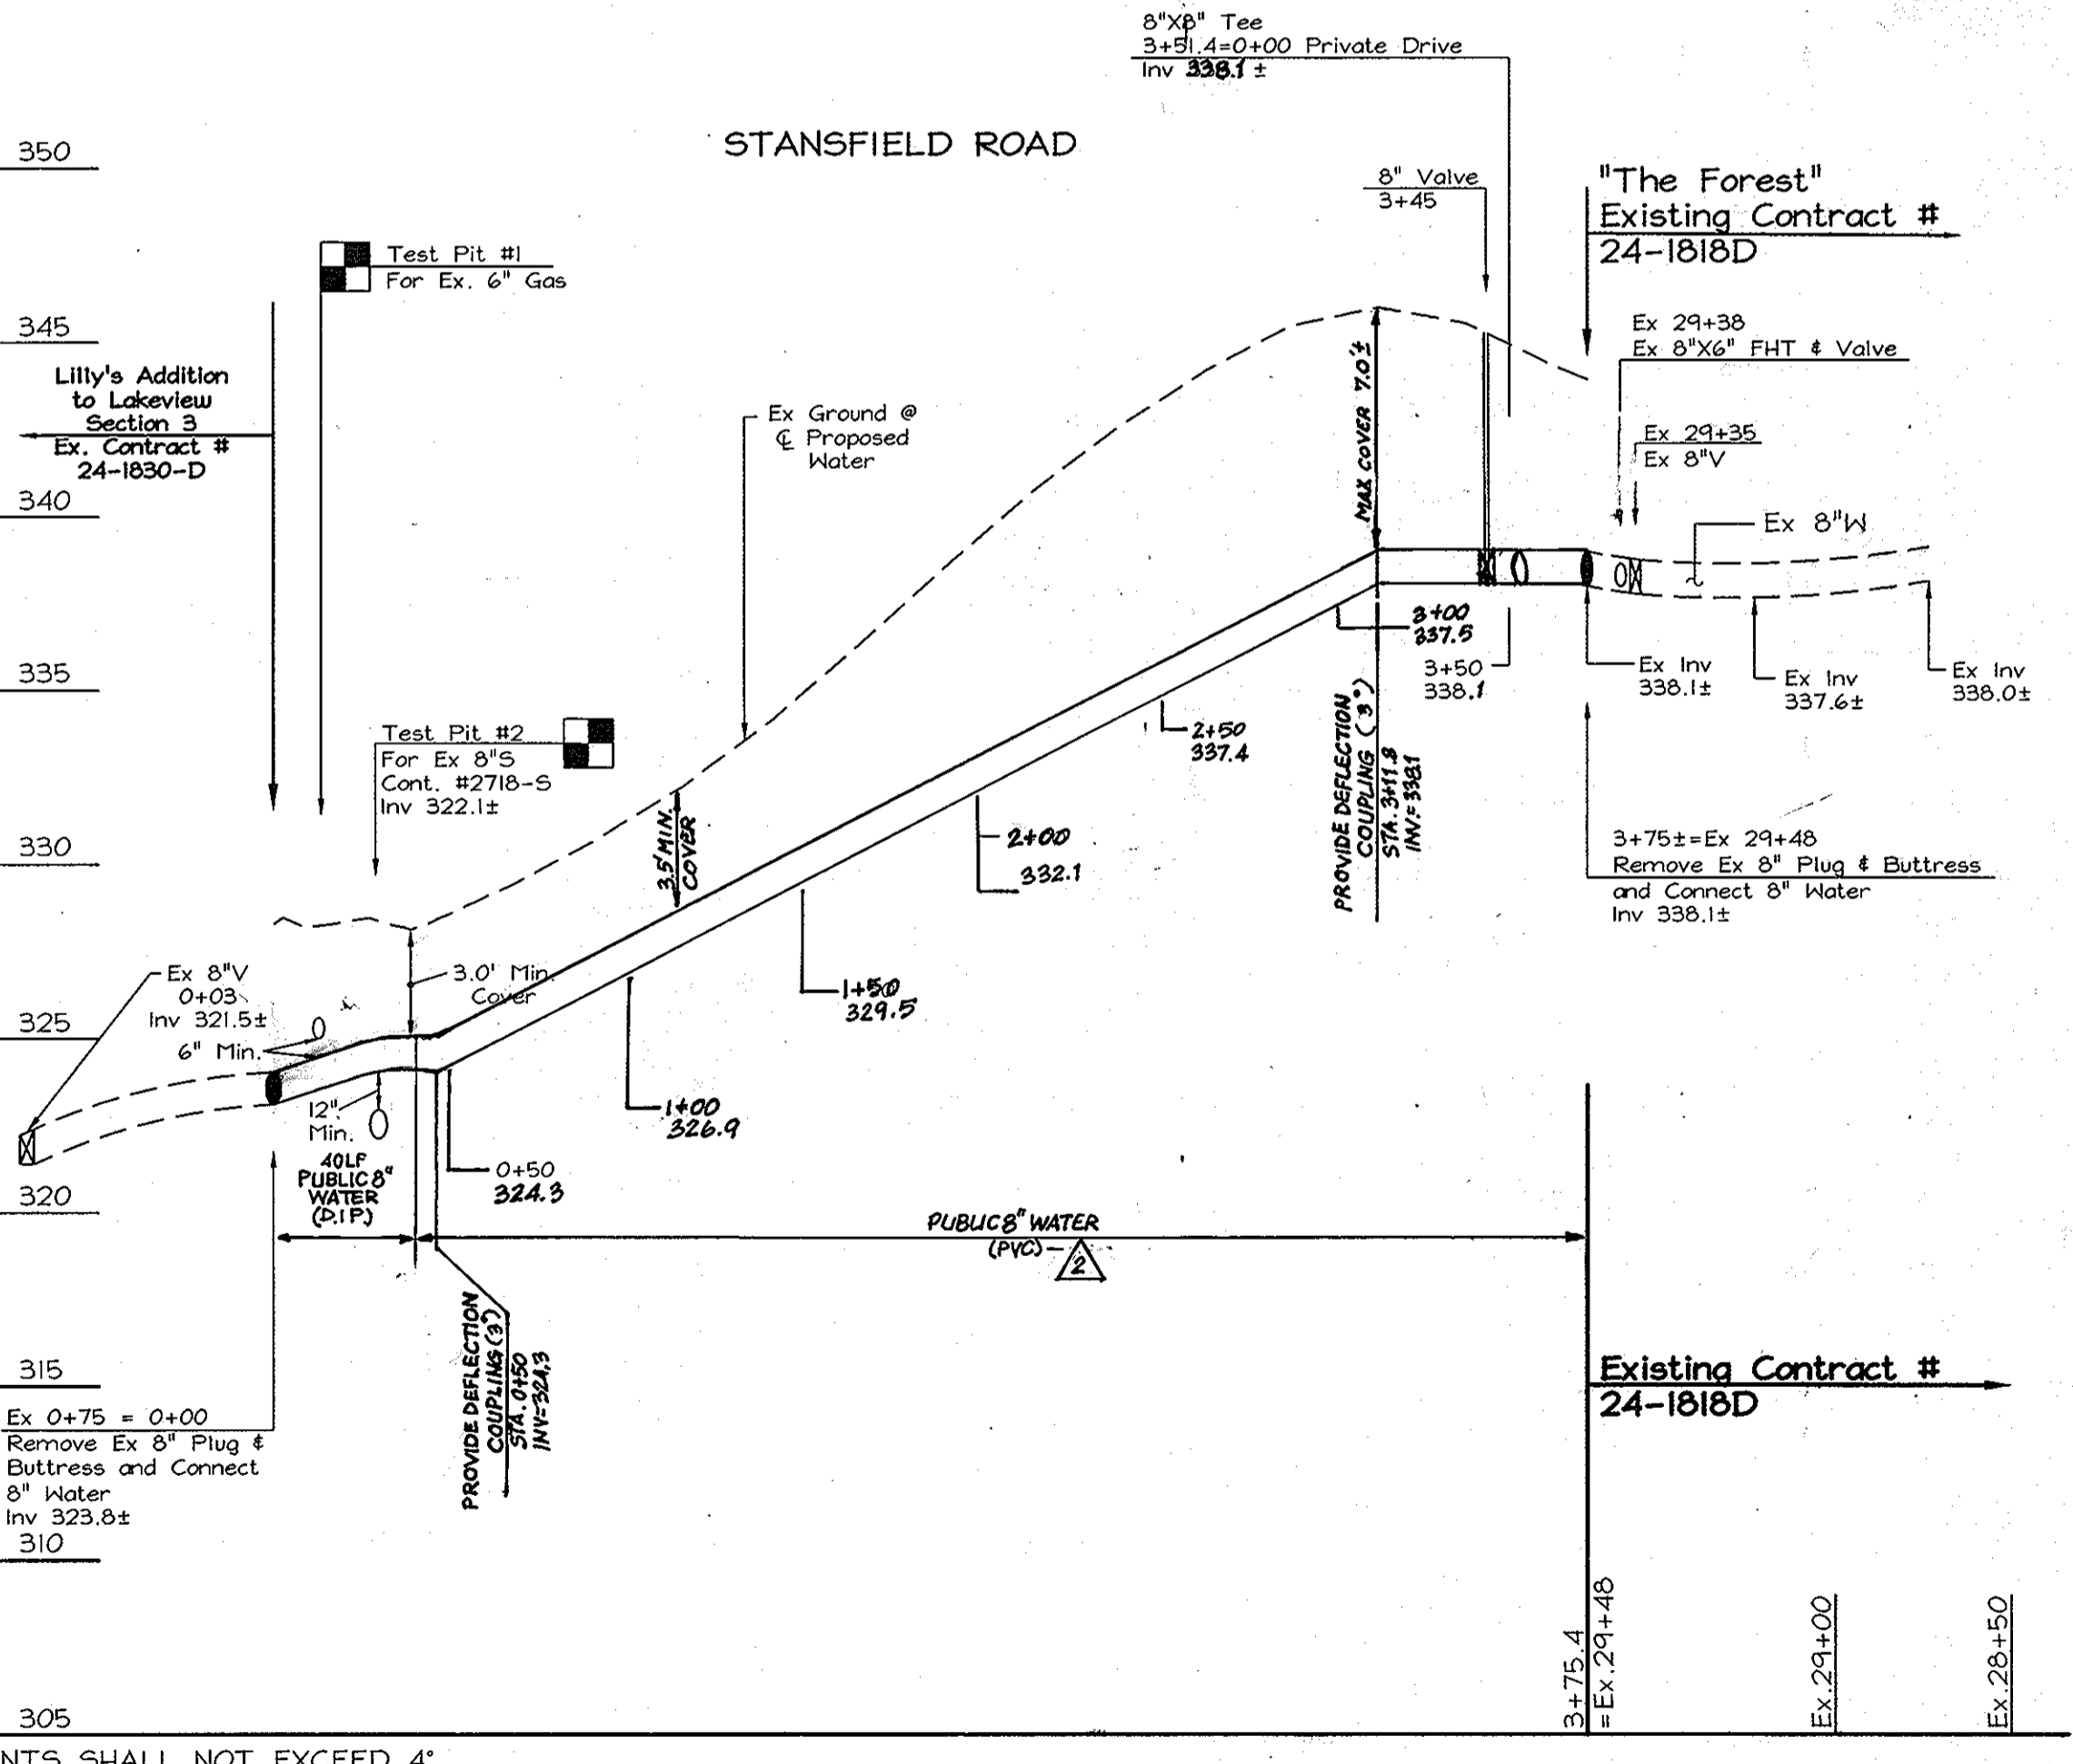 8"X8" Tee
3+51.4=0+00 Private Drive
Inv 338.1 ±
STANSFIELD ROAD
350
8" Valve
3+45
"The Forest"
Existing Contract #
24-1818D
Test Pit #1
For Ex. 6" Gas
345
Ex 29+38
Ex 8"X6" FHT & Valve
Lilly's Addition
to Lakeview
Section 3
Ex. Contract #
24-1830-D
MAX COVER 7.0'±
Ex Ground @
℄ Proposed
Water
Ex 29+35
Ex 8"V
340
Ex 8"W
3+00
337.5
335
3+50
338.1
Ex Inv
338.1±
Ex Inv
337.6±
Ex Inv
338.0±
Test Pit #2
For Ex 8"S
Cont. #2718-S
Inv 322.1±
2+50
337.4
PROVIDE DEFLECTION
COUPLING (3°)
STA. 3+11.8
INV.=338.1
330
3.5' MIN.
COVER
2+00
332.1
3+75±=Ex 29+48
Remove Ex 8" Plug & Buttress
and Connect 8" Water
Inv 338.1±
Ex 8"V
0+03
Inv 321.5±
3.0' Min.
Cover
1+50
329.5
325
6" Min.
12"
Min.
1+00
326.9
40LF
PUBLIC 8"
WATER
(D.I.P.)
0+50
324.3
320
PUBLIC 8" WATER
(PVC)
2
PROVIDE DEFLECTION
COUPLING (3°)
STA. 0+50
INV=324.3
315
Existing Contract #
24-1818D
Ex 0+75 = 0+00
Remove Ex 8" Plug &
Buttress and Connect
8" Water
Inv 323.8±
310
3+75.4
=Ex.29+48
Ex.29+00
Ex.28+50
305
NTS SHALL NOT EXCEED 4°